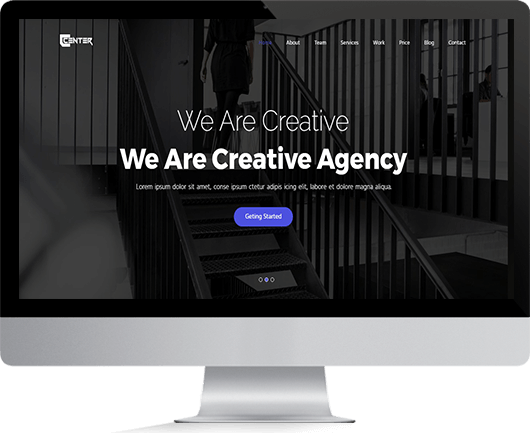 CENTER
Home About Team Services Work Price Blog Contact
We Are Creative
We Are Creative Agency
Lorem ipsum dolor sit amet, conse ipsum ctetur adipis icing elit, labore et dolore magna aliqua.
Geting Started